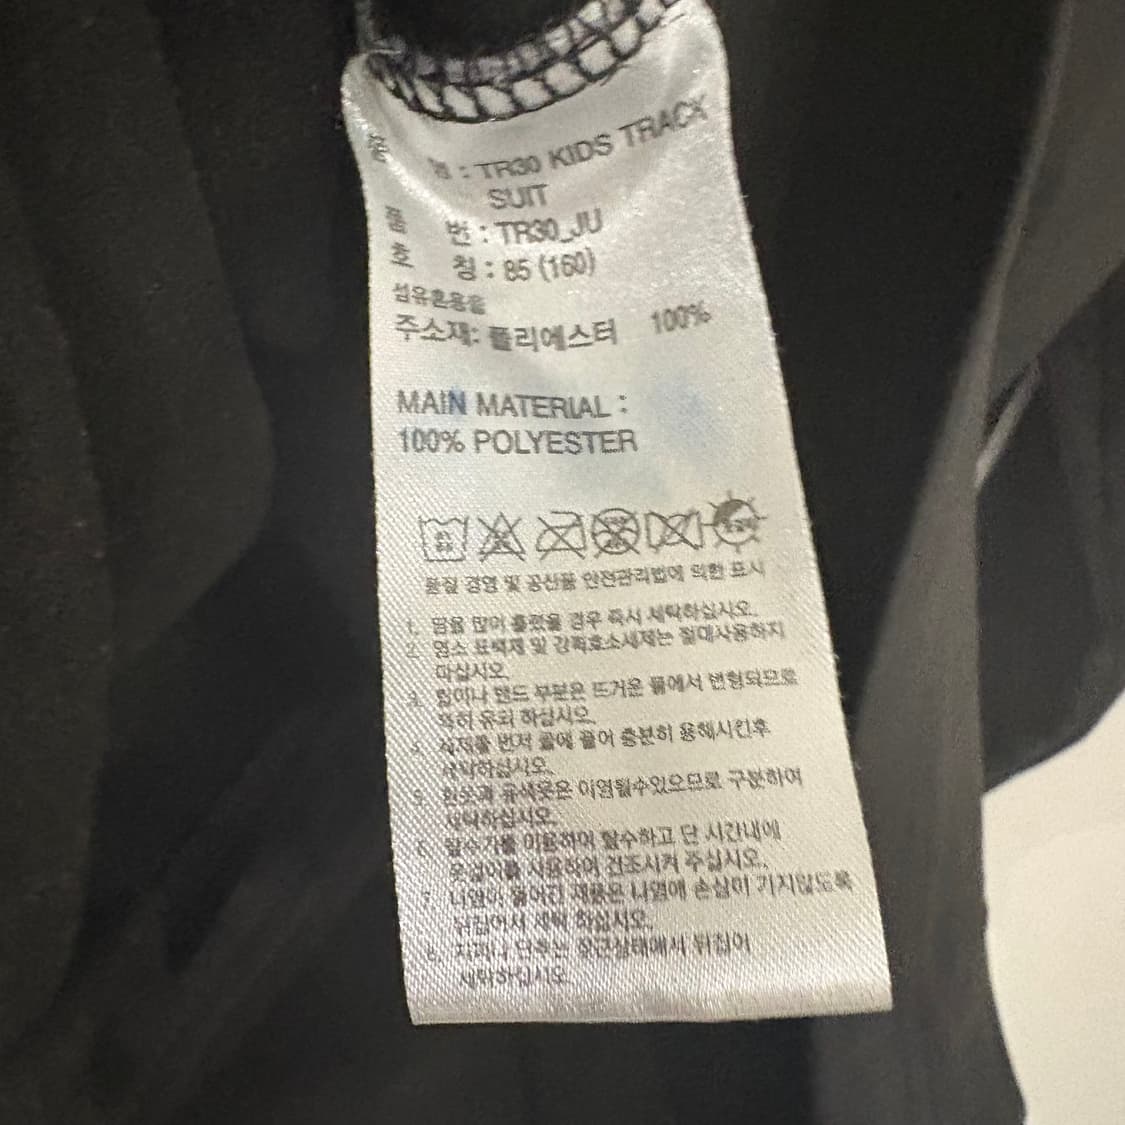 품 명 : TR30 KIDS TRACK
SUIT
품 번 : TR30_JU
호 칭 : 85 (160)
섬유혼용율
주소재: 폴리에스터 100%
MAIN MATERIAL :
100% POLYESTER
품질 경영 및 공산품 안전관리법에 의한 표시
1. 땀을 많이 흘렸을 경우 즉시 세탁하십시오.
2. 염소 표백제 및 강력효소세제는 절대사용하지
마십시오.
밴드 부분은 뜨거운 물에서 변형되므로
특히 유의 하십시오.
먼저 물에 풀어 충분히 용해시킨후
세탁하십시오.
흰옷과 유색옷은 이염될수있으므로 구분하여
세탁하십시오.
탈수기를 이용하여 탈수하고 단 시간내에
옷걸이를 사용하여 건조시켜 주십시오.
7. 나염이 들어간 제품은 나염에 손상이 가지않도록
뒤집어서 세탁 하십시오.
8. 지퍼나 단추는 잠근상태에서 뒤집어
세탁하십시오.